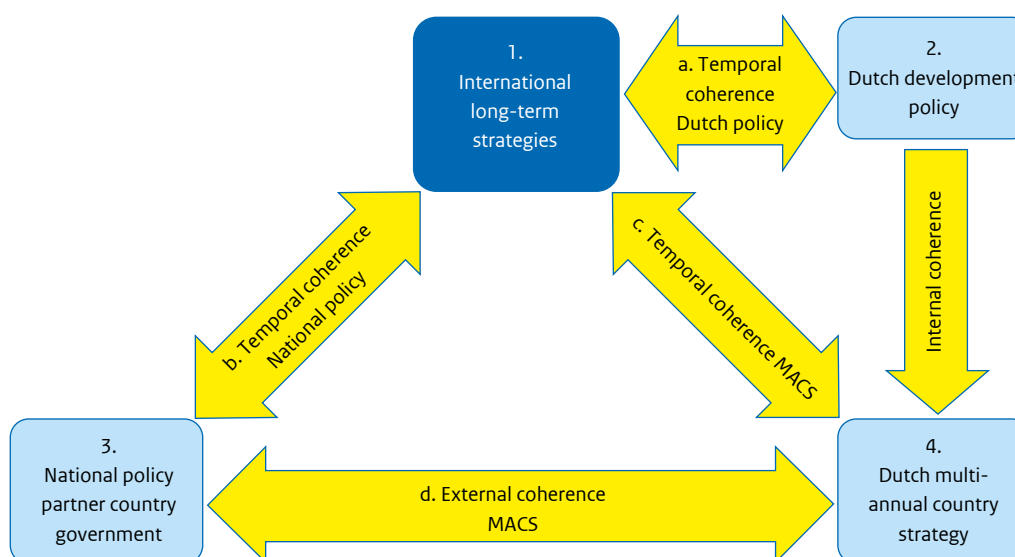 1.
International
long-term
strategies
a. Temporal
coherence
Dutch policy
2.
Dutch development
policy
b. Temporal coherence
National policy
c. Temporal coherence MACS
Internal coherence
3.
National policy
partner country
government
d. External coherence
MACS
4.
Dutch multi-
annual country
strategy